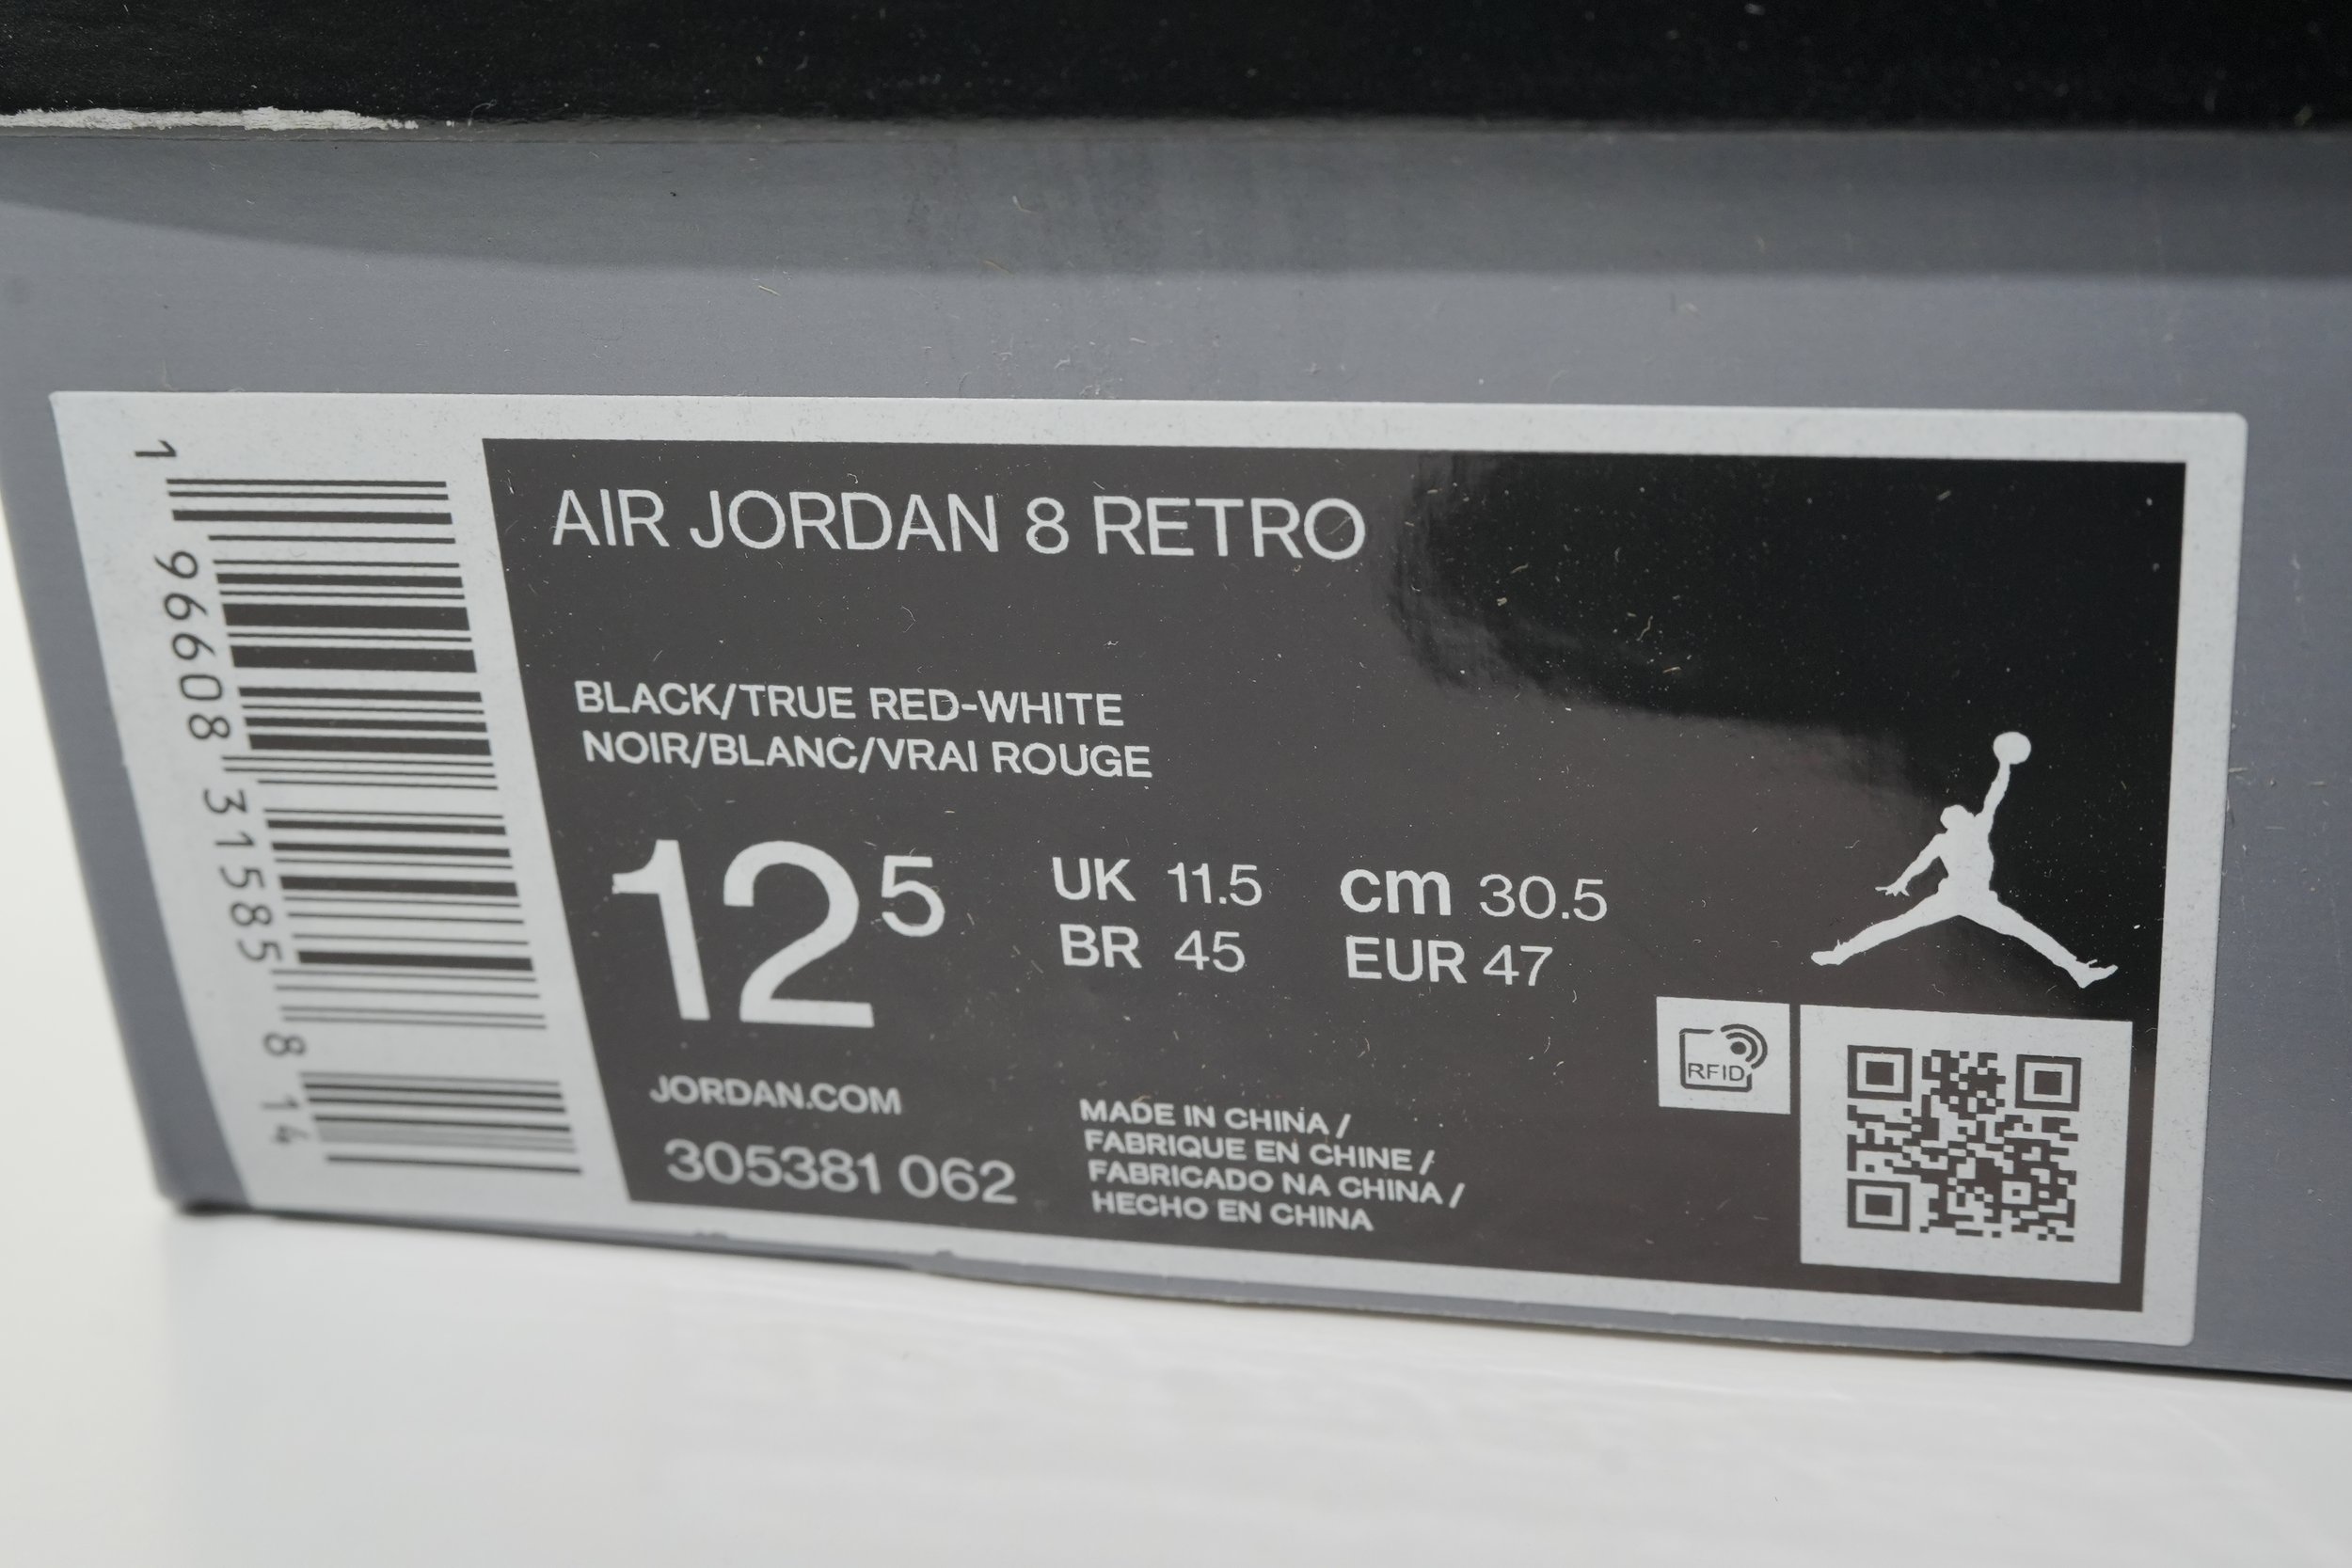 AIR JORDAN 8 RETRO
BLACK/TRUE RED-WHITE
NOIR/BLANC/VRAI ROUGE
12⁵
UK 11.5
BR 45
cm 30.5
EUR 47
JORDAN.COM
305381 062
MADE IN CHINA /
FABRIQUE EN CHINE /
FABRICADO NA CHINA /
HECHO EN CHINA
RFID
1 96608 31585 8 14